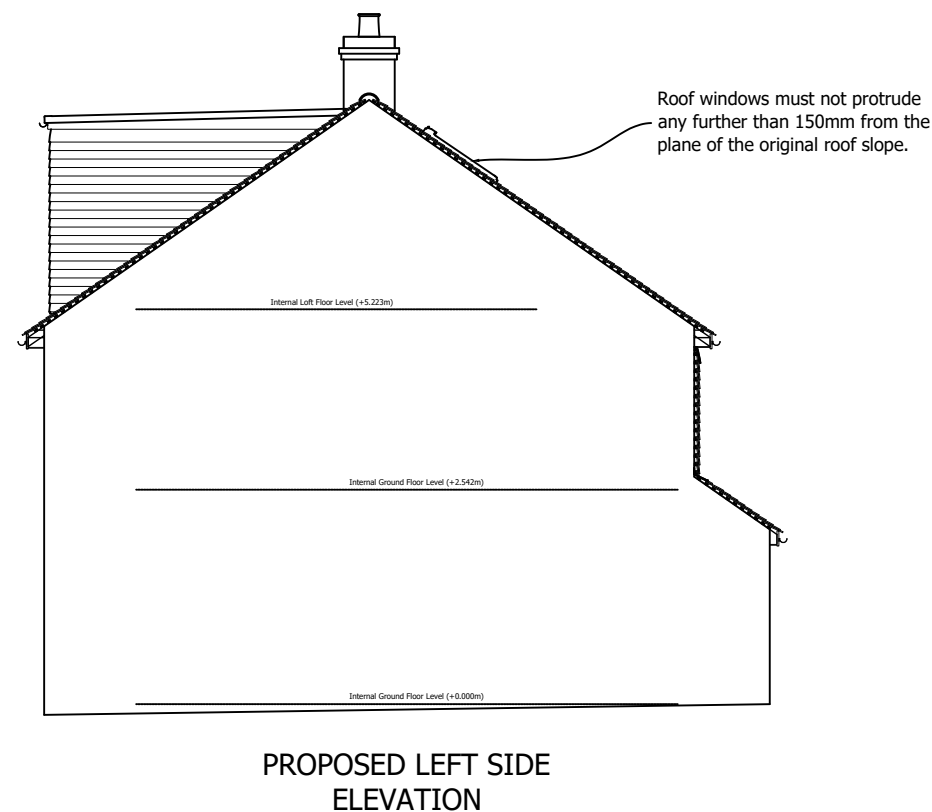 Roof windows must not protrude
any further than 150mm from the
plane of the original roof slope.
Internal Loft Floor Level (+5.223m)
Internal Ground Floor Level (+2.542m)
Internal Ground Floor Level (+0.000m)
PROPOSED LEFT SIDE
ELEVATION